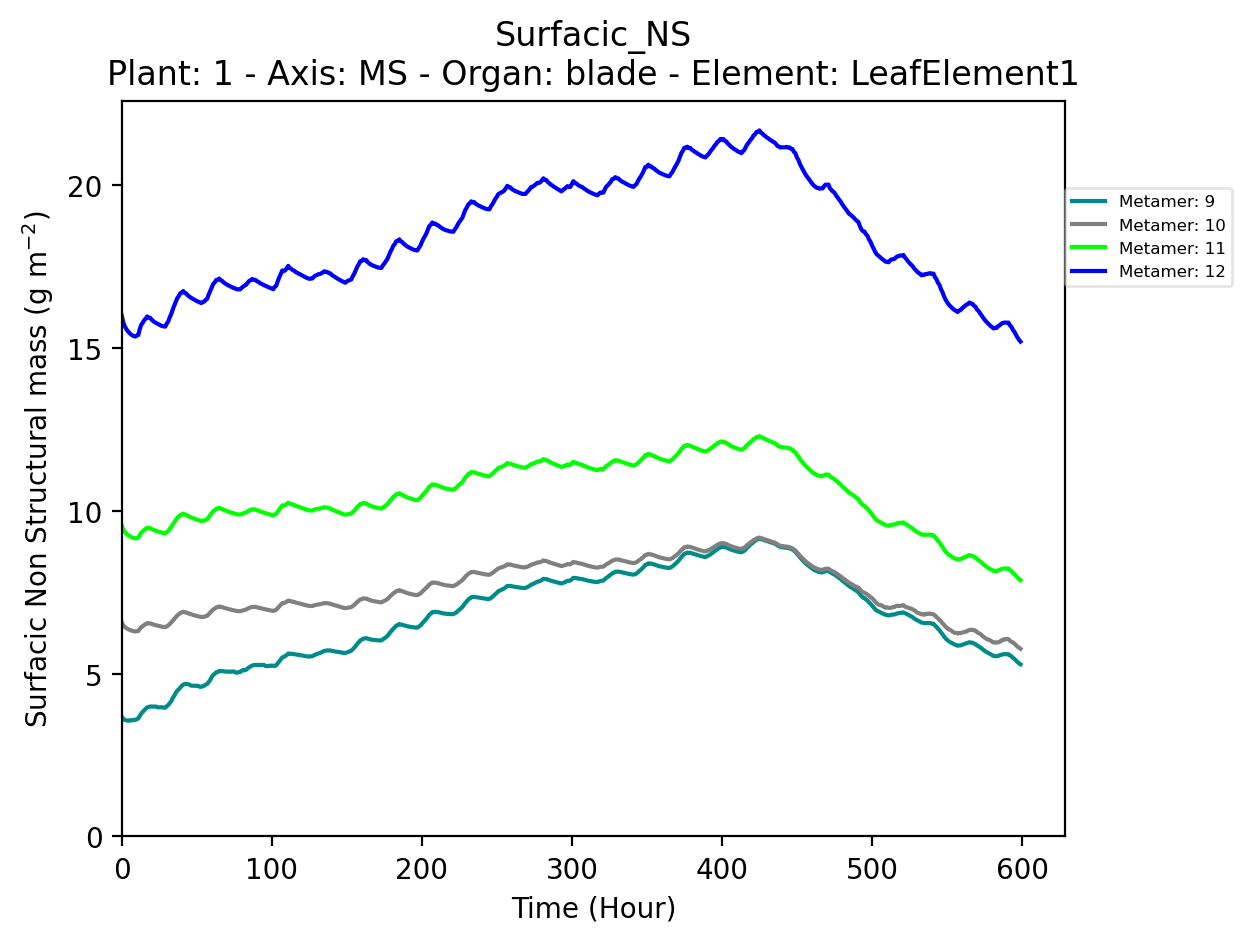 Surfacic_NS
Plant: 1 - Axis: MS - Organ: blade - Element: LeafElement1
Surfacic Non Structural mass (g m⁻²)
20
15
10
5
0
0 100 200 300 400 500 600
Time (Hour)
Metamer: 9
Metamer: 10
Metamer: 11
Metamer: 12